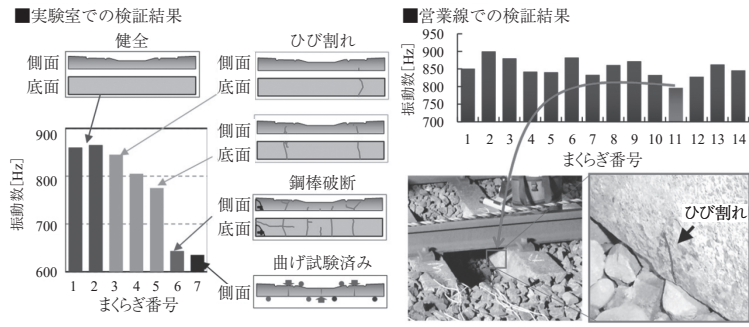 ■実験室での検証結果
健全
側面
底面
ひび割れ
側面
底面
側面
底面
鋼棒破断
側面
底面
曲げ試験済み
側面
振動数[Hz]
900
800
700
600
1 2 3 4 5 6 7
まくらぎ番号
■営業線での検証結果
振動数[Hz]
950
900
850
800
750
700
1 2 3 4 5 6 7 8 9 10 11 12 13 14
まくらぎ番号
ひび割れ